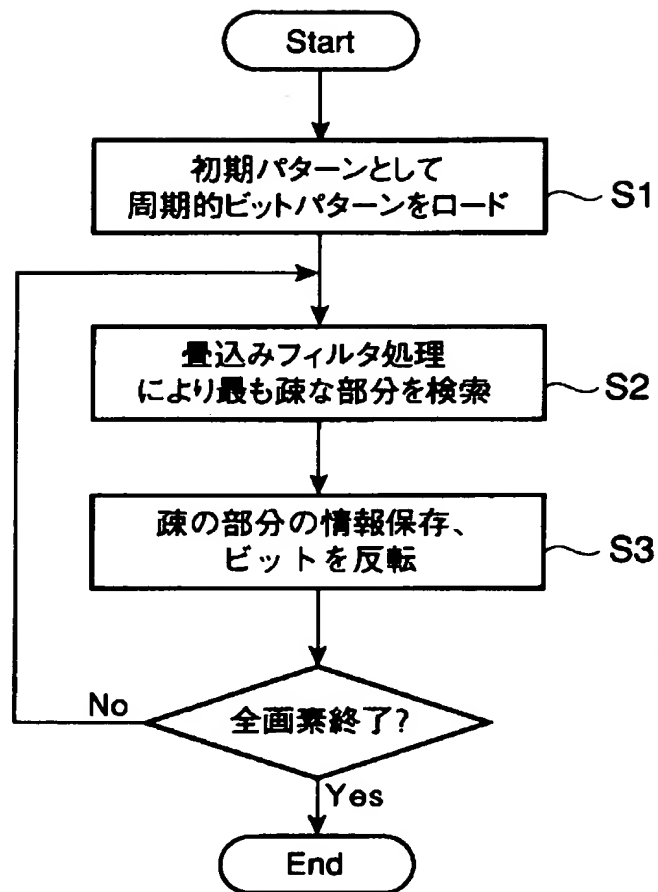 Start
初期パターンとして
周期的ビットパターンをロード
S1
畳込みフィルタ処理
により最も疎な部分を検索
S2
疎の部分の情報保存、
ビットを反転
S3
全画素終了?
No
Yes
End